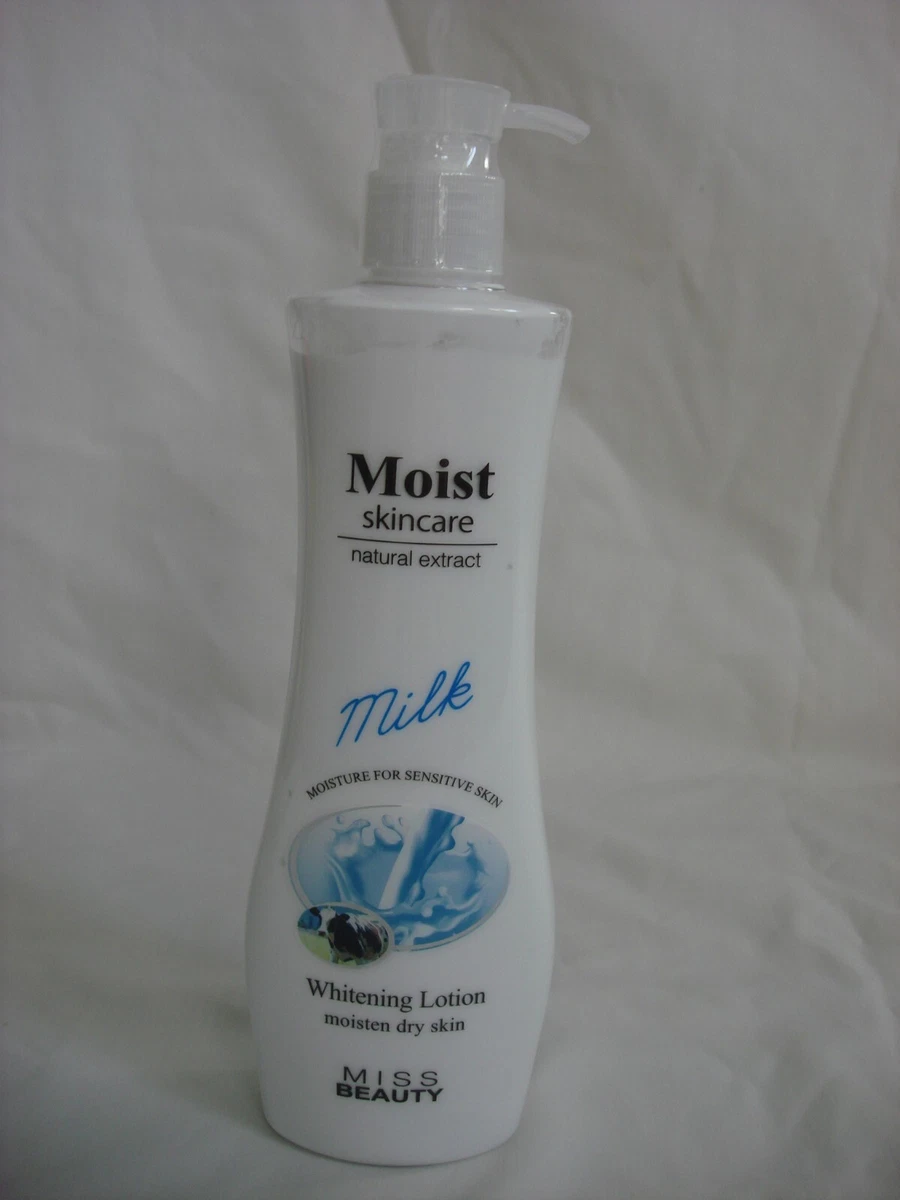 Moist
skincare
natural extract
Milk
MOISTURE FOR SENSITIVE SKIN
Whitening Lotion
moisten dry skin
MISS
BEAUTY